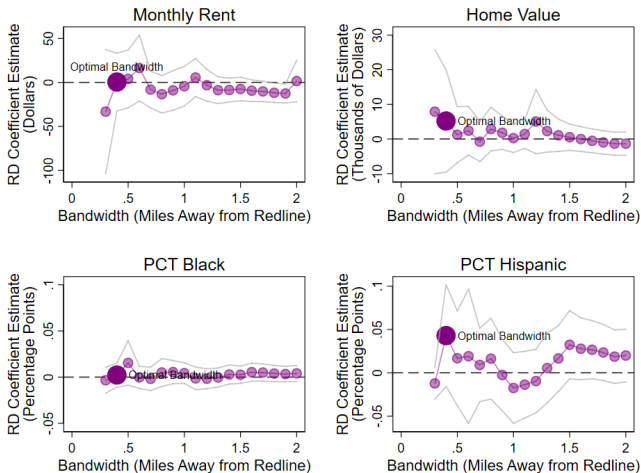 Monthly Rent
RD Coefficient Estimate
(Dollars)
50
0
-50
-100
Optimal Bandwidth
0 .5 1 1.5 2
Bandwidth (Miles Away from Redline)
Home Value
RD Coefficient Estimate
(Thousands of Dollars)
30
20
10
0
-10
Optimal Bandwidth
0 .5 1 1.5 2
Bandwidth (Miles Away from Redline)
PCT Black
RD Coefficient Estimate
(Percentage Points)
.1
.05
0
-.05
Optimal Bandwidth
0 .5 1 1.5 2
Bandwidth (Miles Away from Redline)
PCT Hispanic
RD Coefficient Estimate
(Percentage Points)
.1
.05
0
-.05
Optimal Bandwidth
0 .5 1 1.5 2
Bandwidth (Miles Away from Redline)